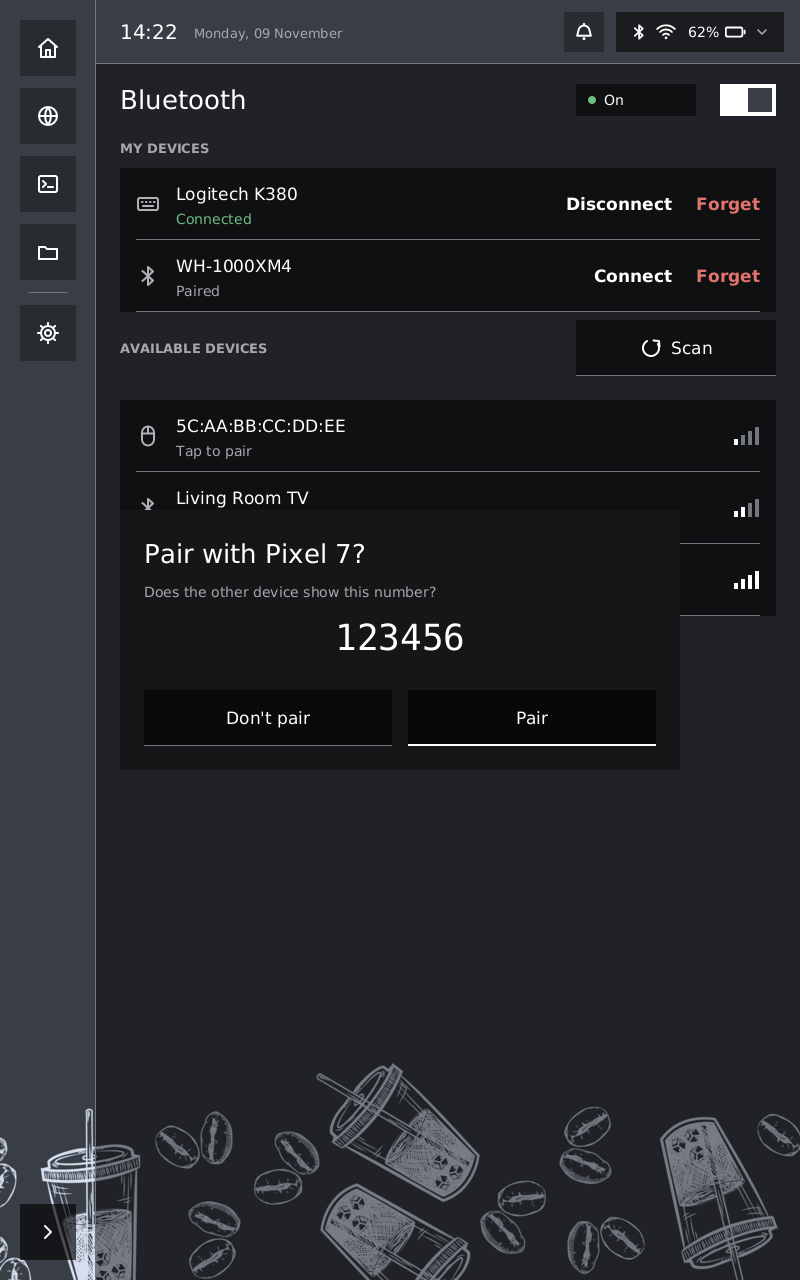 14:22 Monday, 09 November 62%
Bluetooth On
MY DEVICES
Logitech K380
Connected
Disconnect Forget
WH-1000XM4
Paired
Connect Forget
AVAILABLE DEVICES Scan
5C:AA:BB:CC:DD:EE
Tap to pair
Living Room TV
Pair with Pixel 7?
Does the other device show this number?
123456
Don't pair Pair